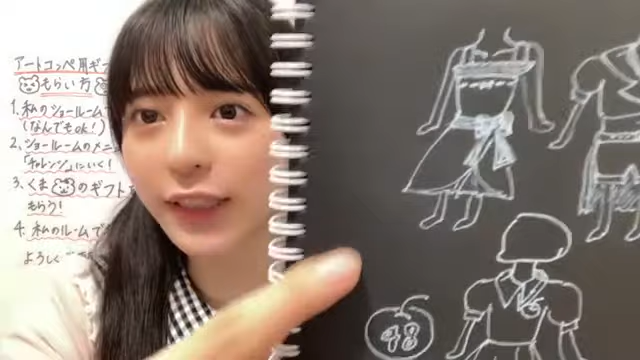 アートコンペ用ギ
もらい方
1. 私のショールーム
(なんでもok!)
2. ショールームのメニ
「チャレンジ」にいく!
3. くま のギフト
もらう!
4. 私のルームで
よろしく
48